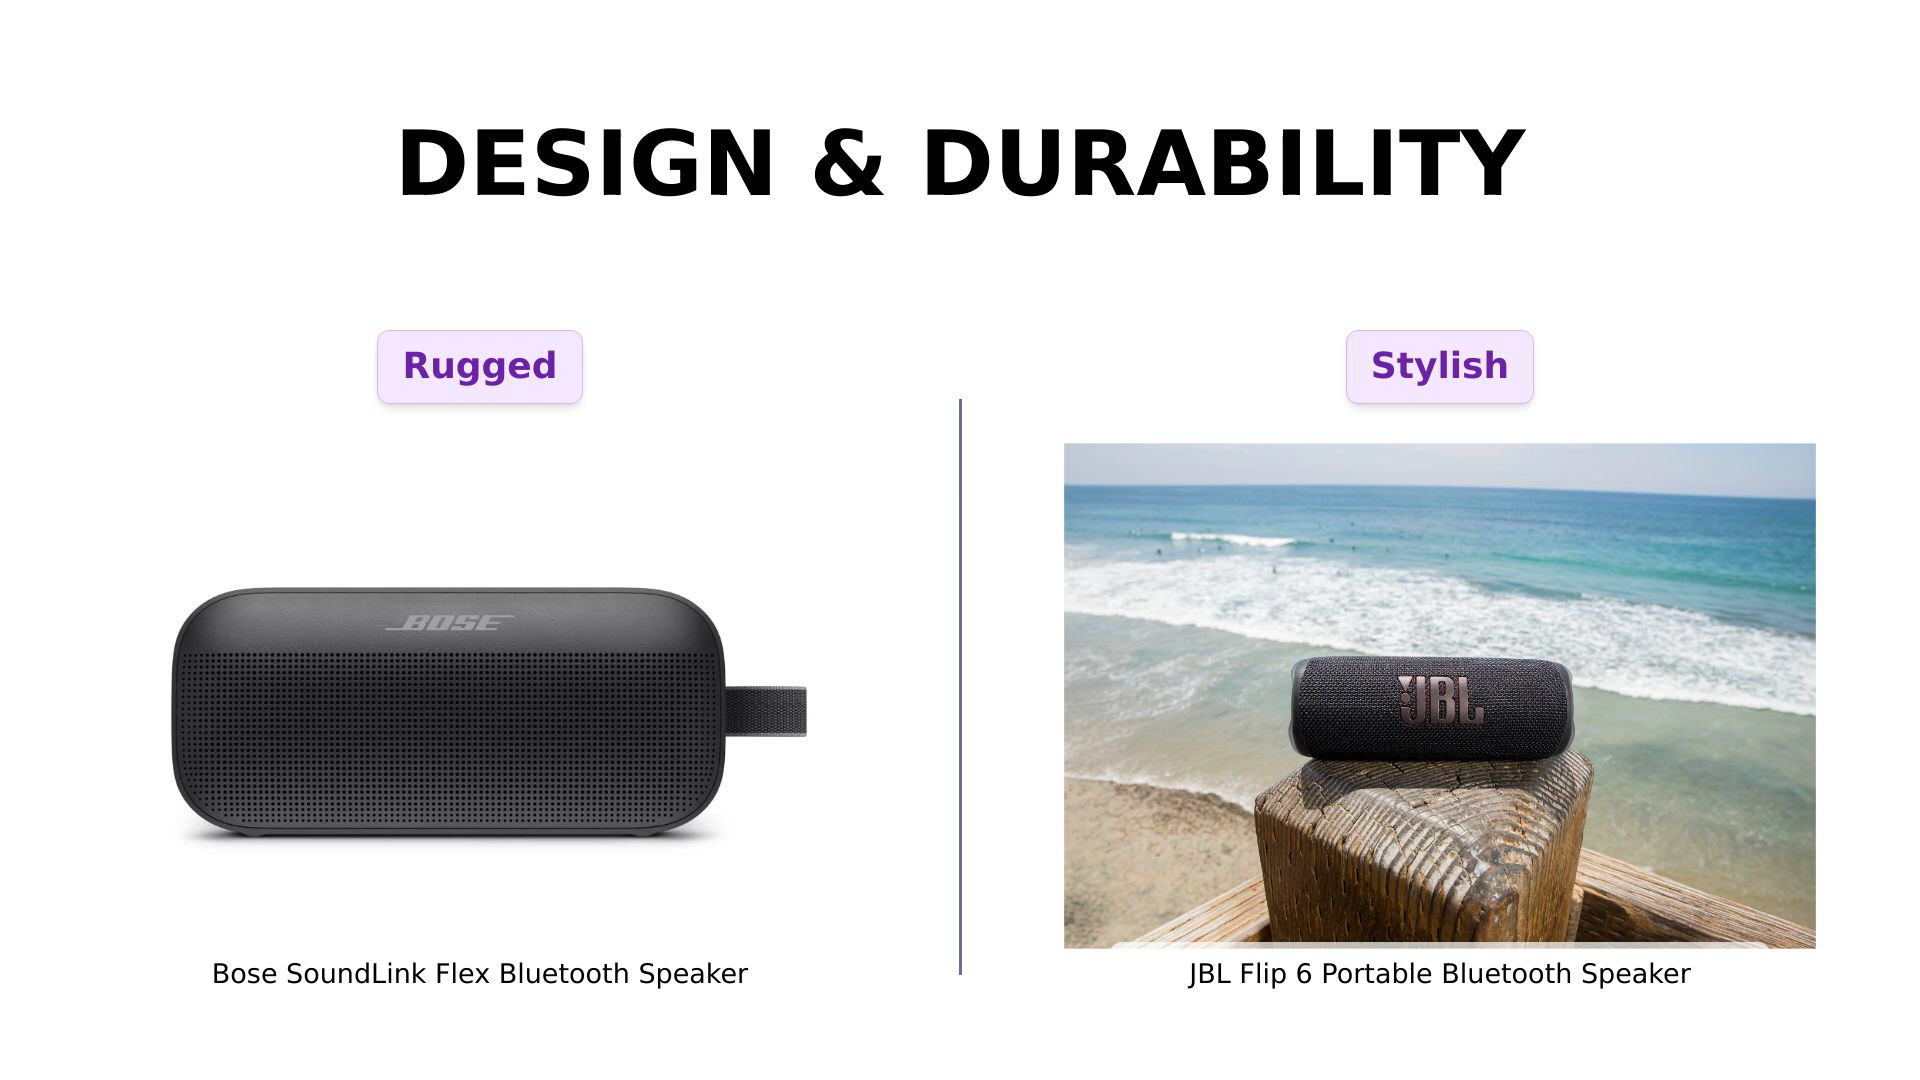 DESIGN & DURABILITY
Rugged
Stylish
BOSE
JBL
Bose SoundLink Flex Bluetooth Speaker
JBL Flip 6 Portable Bluetooth Speaker